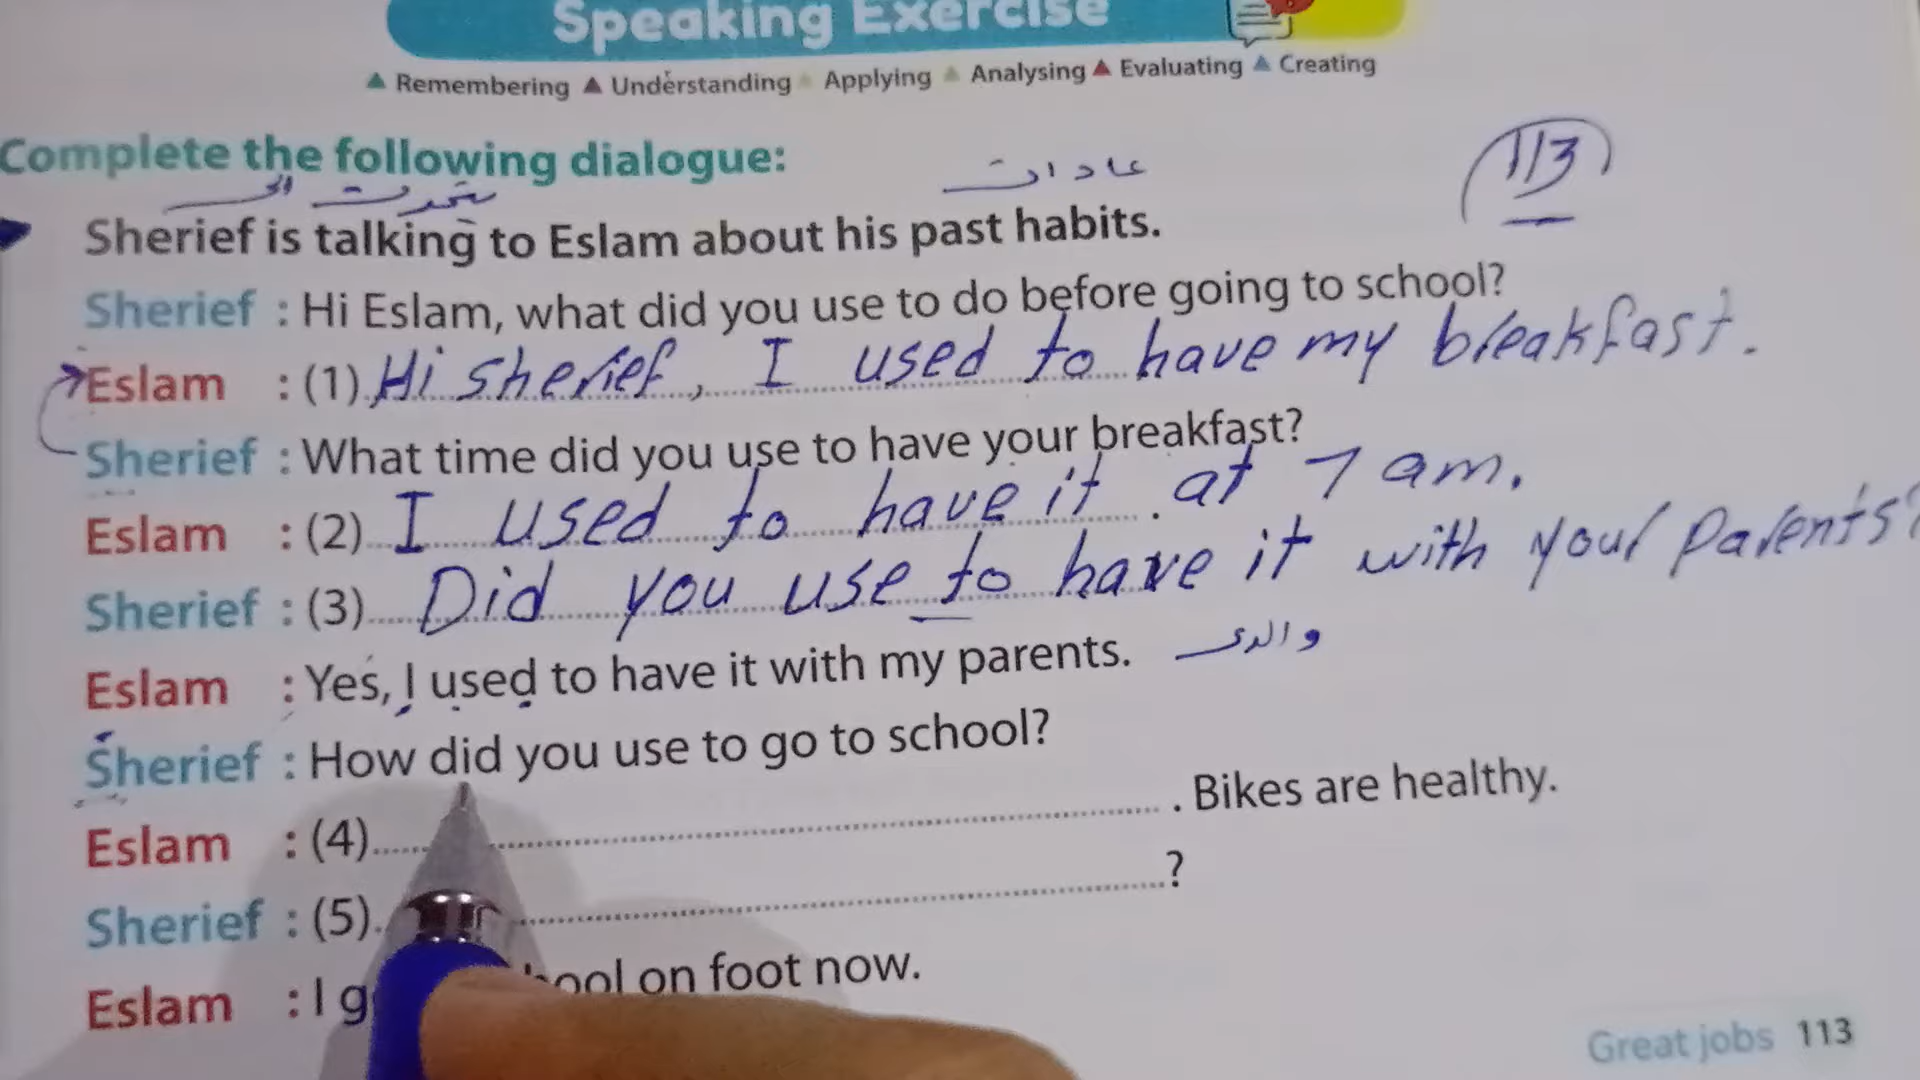 Speaking Exercise
Remembering Understanding Applying Analysing Evaluating Creating
Complete the following dialogue:
عادات
113
Sherief is talking to Eslam about his past habits.
Sherief : Hi Eslam, what did you use to do before going to school?
Eslam : (1) Hi Sherief, I used to have my breakfast.
Sherief : What time did you use to have your breakfast?
Eslam : (2) I used to have it at 7 am.
Sherief : (3) Did you use to have it with your parents?
Eslam : Yes, I used to have it with my parents. والدى
Sherief : How did you use to go to school?
Eslam : (4) . Bikes are healthy.
Sherief : (5) ?
Eslam : I on foot now.
Great jobs 113